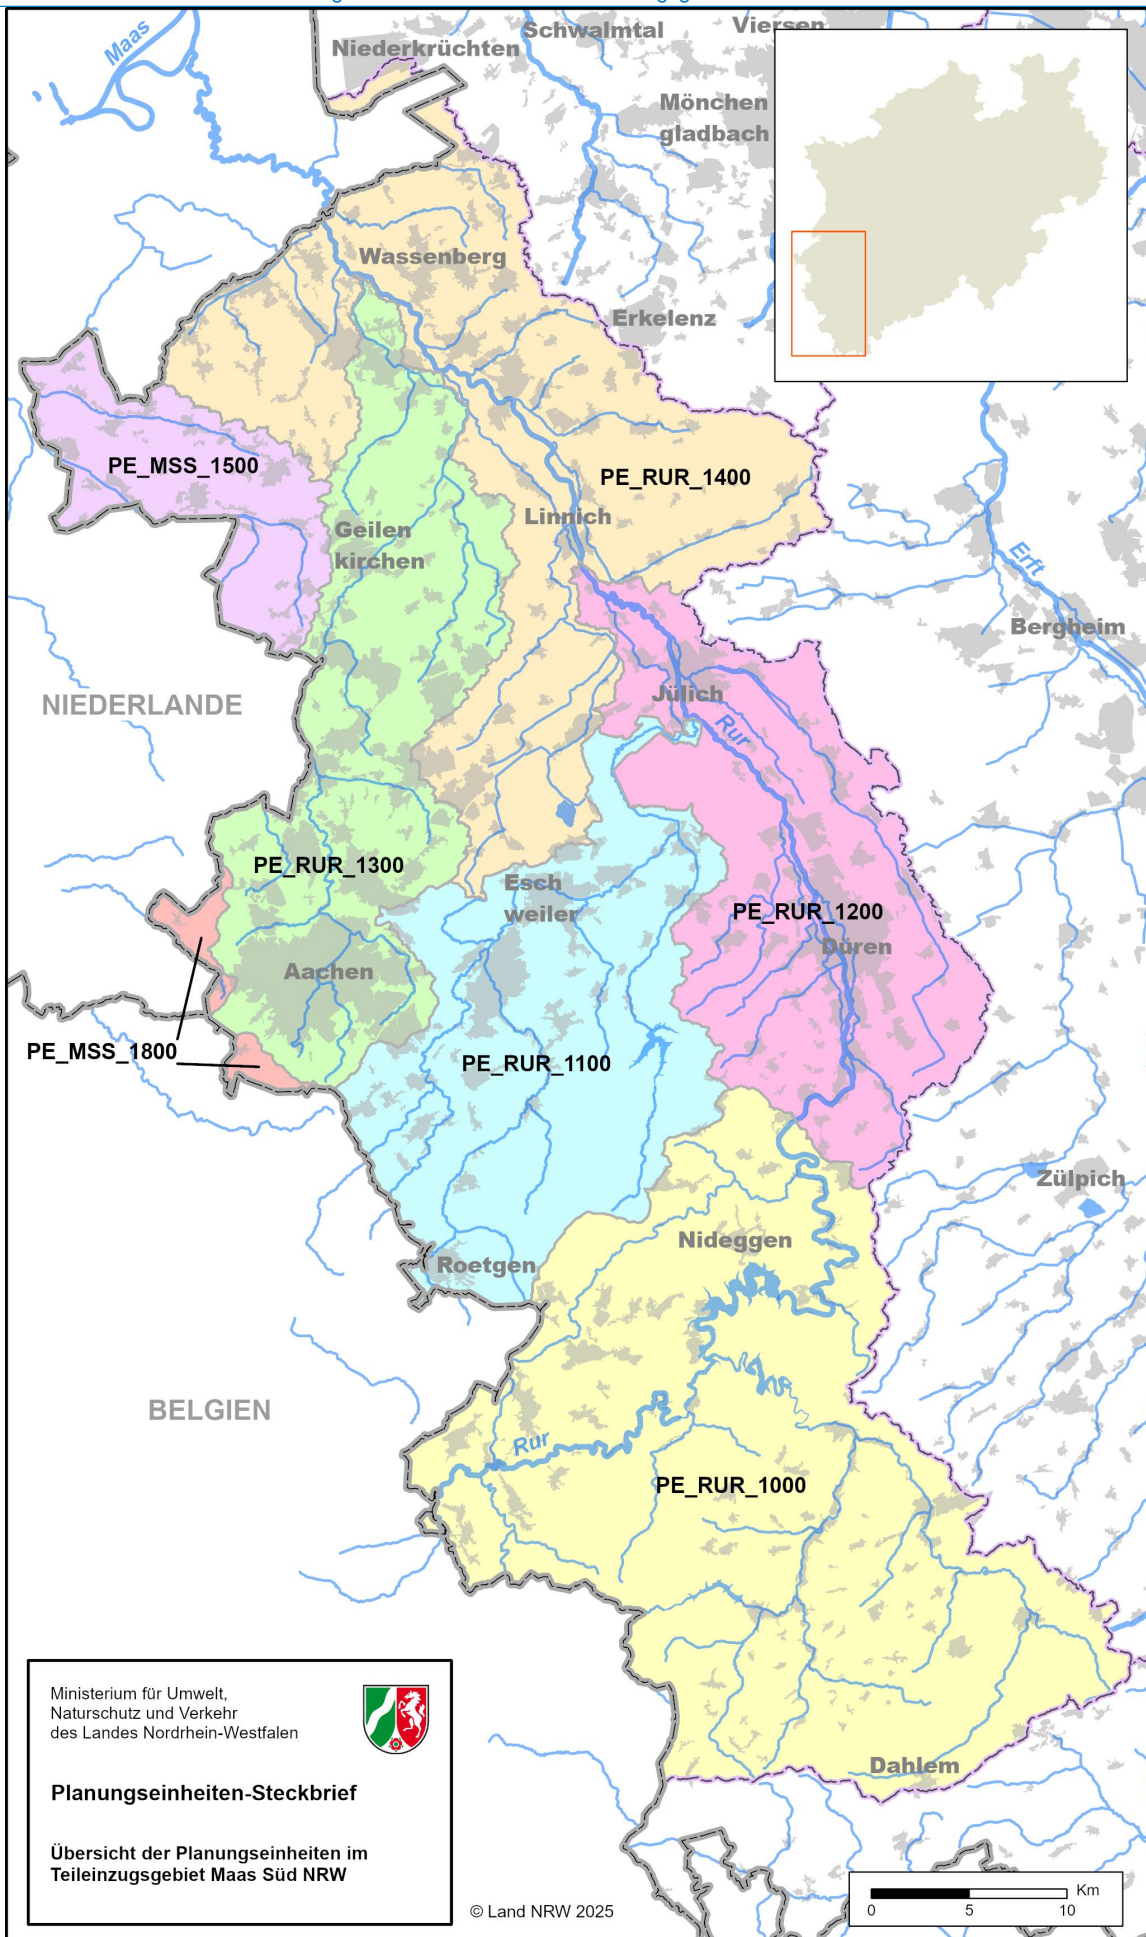 Maas
Niederkrüchten
Schwalmtal
Viersen
Mönchen
gladbach
Wassenberg
Erkelenz
PE_MSS_1500
PE_RUR_1400
Linnich
Geilen
kirchen
Erft
Bergheim
NIEDERLANDE
Jülich
Rur
PE_RUR_1300
Esch
weiler
PE_RUR_1200
Düren
Aachen
PE_MSS_1800
PE_RUR_1100
Zülpich
Nideggen
Roetgen
BELGIEN
Rur
PE_RUR_1000
Dahlem
Ministerium für Umwelt,
Naturschutz und Verkehr
des Landes Nordrhein-Westfalen
Planungseinheiten-Steckbrief
Übersicht der Planungseinheiten im
Teileinzugsgebiet Maas Süd NRW
© Land NRW 2025
Km
0 5 10